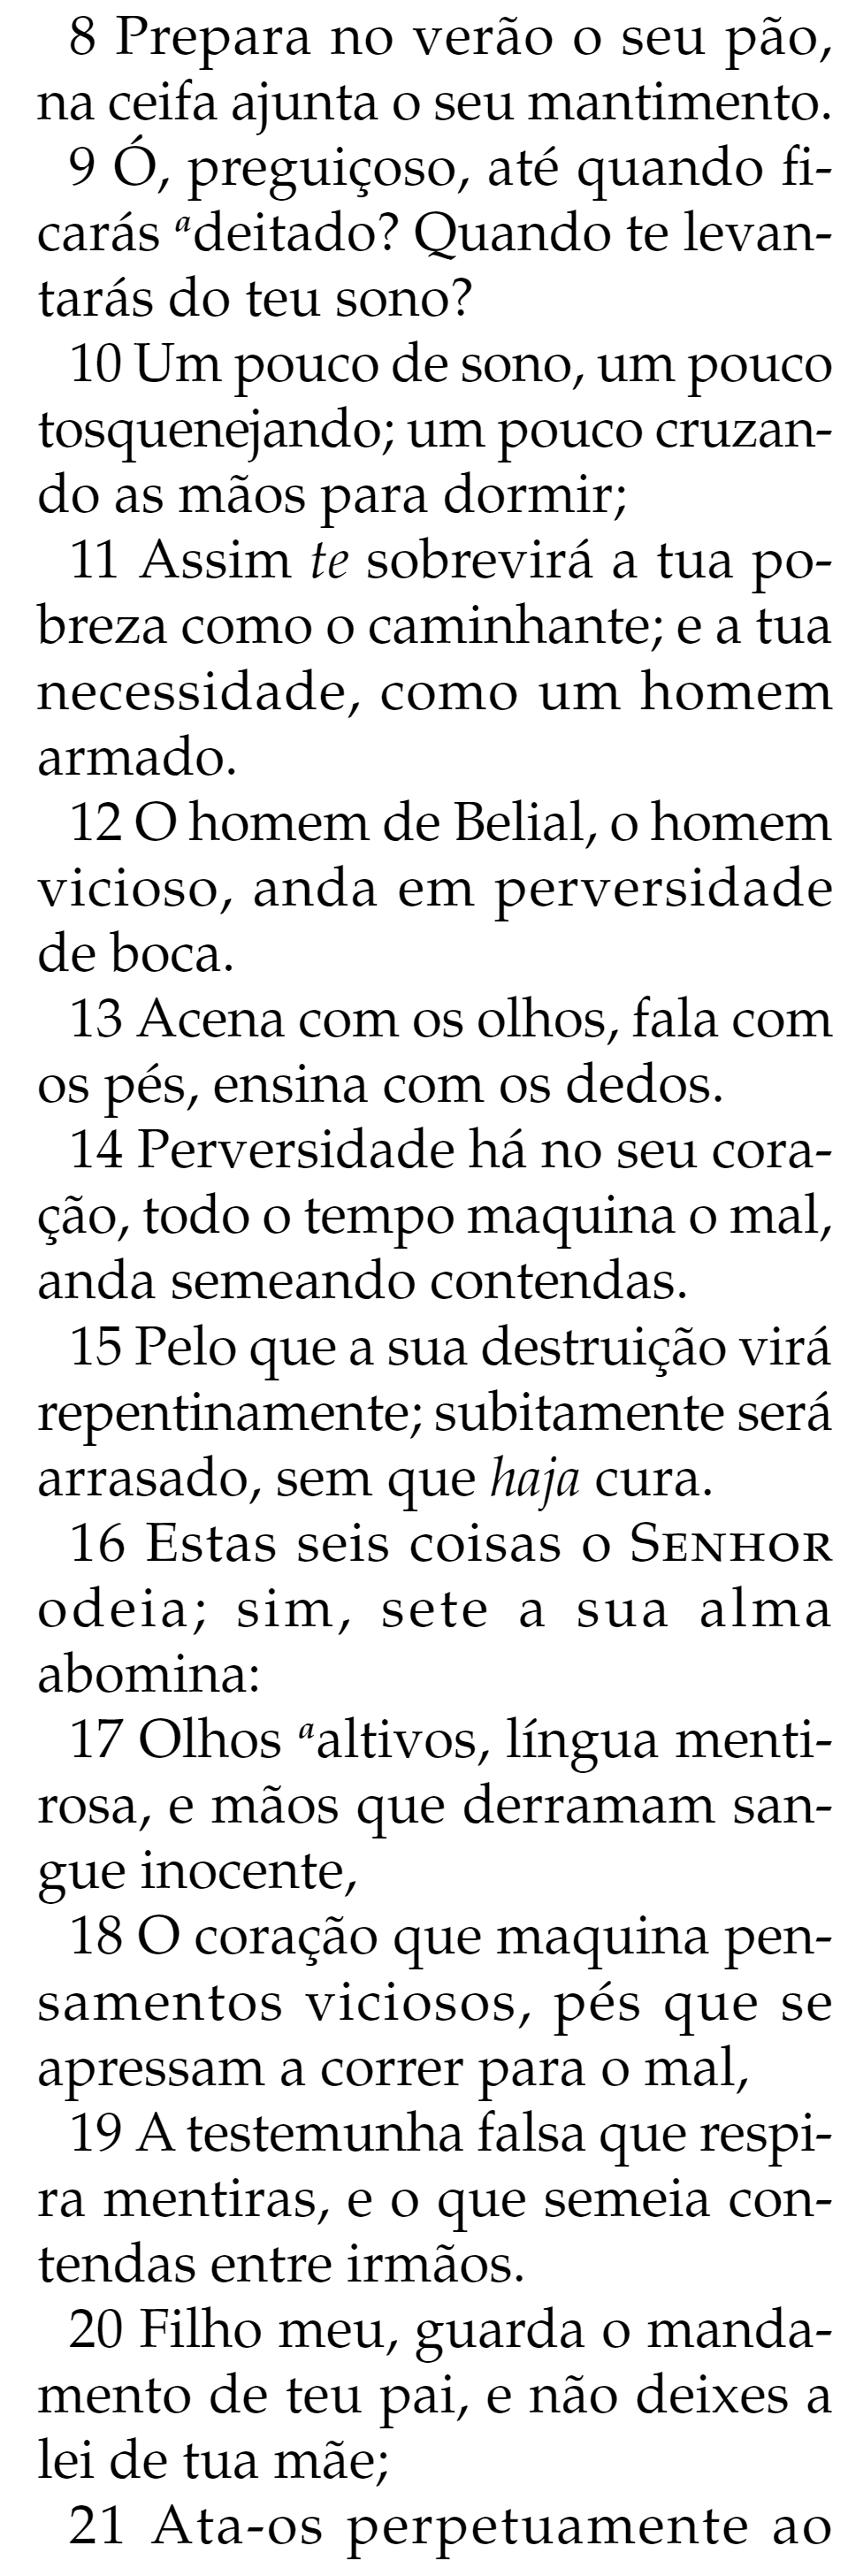 8 Prepara no verão o seu pão,
na ceifa ajunta o seu mantimento.
9 Ó, preguiçoso, até quando fi-
carás ᵃdeitado? Quando te levan-
tarás do teu sono?
10 Um pouco de sono, um pouco
tosquenejando; um pouco cruzan-
do as mãos para dormir;
11 Assim te sobrevirá a tua po-
breza como o caminhante; e a tua
necessidade, como um homem
armado.
12 O homem de Belial, o homem
vicioso, anda em perversidade
de boca.
13 Acena com os olhos, fala com
os pés, ensina com os dedos.
14 Perversidade há no seu cora-
ção, todo o tempo maquina o mal,
anda semeando contendas.
15 Pelo que a sua destruição virá
repentinamente; subitamente será
arrasado, sem que haja cura.
16 Estas seis coisas o SENHOR
odeia; sim, sete a sua alma
abomina:
17 Olhos ᵃaltivos, língua menti-
rosa, e mãos que derramam san-
gue inocente,
18 O coração que maquina pen-
samentos viciosos, pés que se
apressam a correr para o mal,
19 A testemunha falsa que respi-
ra mentiras, e o que semeia con-
tendas entre irmãos.
20 Filho meu, guarda o manda-
mento de teu pai, e não deixes a
lei de tua mãe;
21 Ata-os perpetuamente ao